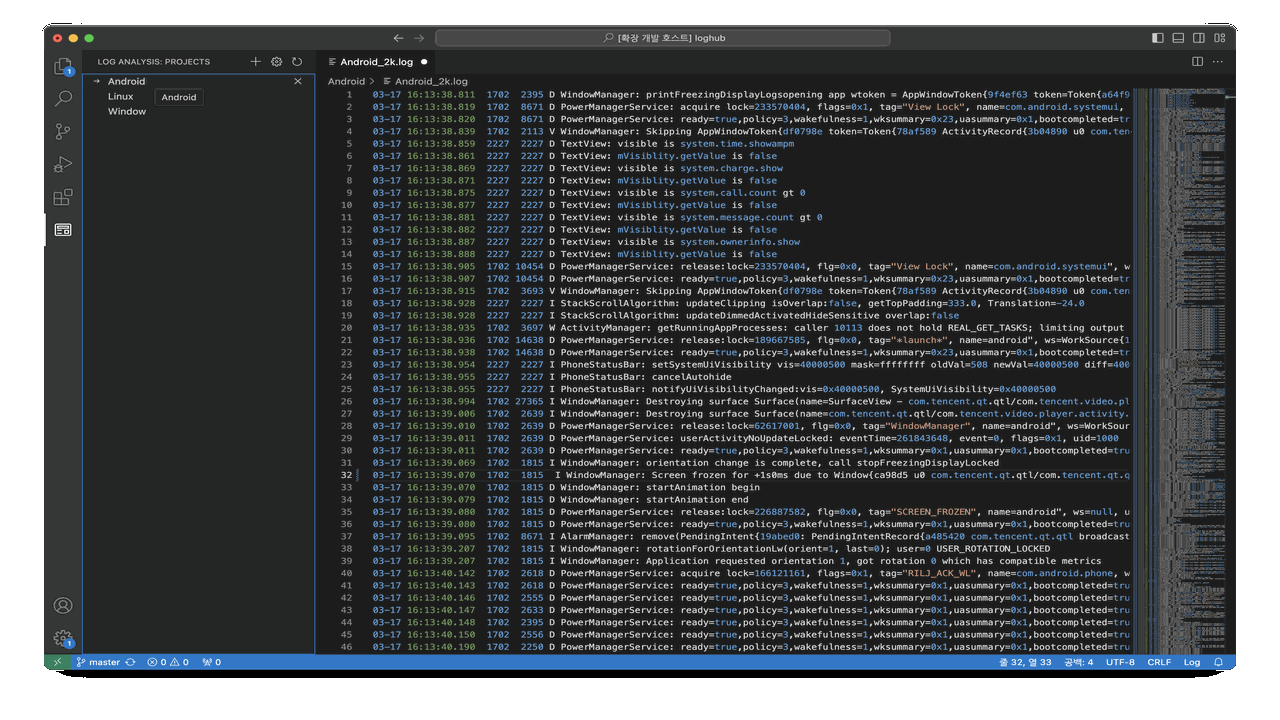 [확장 개발 호스트] loghub
LOG ANALYSIS: PROJECTS
Android
Linux
Window
Android
Android_2k.log
Android > Android_2k.log
1 03-17 16:13:38.811 1702 2395 D WindowManager: printFreezingDisplayLogsopening app wtoken = AppWindowToken{9f4ef63 token=Token{a64f9
2 03-17 16:13:38.819 1702 8671 D PowerManagerService: acquire lock=233570404, flags=0x1, tag="View Lock", name=com.android.systemui,
3 03-17 16:13:38.820 1702 8671 D PowerManagerService: ready=true,policy=3,wakefulness=1,wksummary=0x23,uasummary=0x1,bootcompleted=tr
4 03-17 16:13:38.839 1702 2113 V WindowManager: Skipping AppWindowToken{df0798e token=Token{78af589 ActivityRecord{3b04890 u0 com.ten
5 03-17 16:13:38.859 2227 2227 D TextView: visible is system.time.showampm
6 03-17 16:13:38.861 2227 2227 D TextView: mVisiblity.getValue is false
7 03-17 16:13:38.869 2227 2227 D TextView: visible is system.charge.show
8 03-17 16:13:38.871 2227 2227 D TextView: mVisiblity.getValue is false
9 03-17 16:13:38.875 2227 2227 D TextView: visible is system.call.count gt 0
10 03-17 16:13:38.877 2227 2227 D TextView: mVisiblity.getValue is false
11 03-17 16:13:38.881 2227 2227 D TextView: visible is system.message.count gt 0
12 03-17 16:13:38.882 2227 2227 D TextView: mVisiblity.getValue is false
13 03-17 16:13:38.887 2227 2227 D TextView: visible is system.ownerinfo.show
14 03-17 16:13:38.888 2227 2227 D TextView: mVisiblity.getValue is false
15 03-17 16:13:38.905 1707 10454 D PowerManagerService: release:lock=233570404, flg=0x0, tag="View Lock", name=com.android.systemui", w
16 03-17 16:13:38.907 1702 10454 D PowerManagerService: ready=true,policy=3,wakefulness=1,wksummary=0x23,uasummary=0x1,bootcompleted=tr
17 03-17 16:13:38.915 1702 3693 V WindowManager: Skipping AppWindowToken{df0798e token=Token{78af589 ActivityRecord{3b04890 u0 com.ten
18 03-17 16:13:38.928 2227 2227 I StackScrollAlgorithm: updateClipping isOverlap:false, getTopPadding=333.0, Translation=-24.0
19 03-17 16:13:38.928 2227 2227 I StackScrollAlgorithm: updateDimmedActivatedHideSensitive overlap:false
20 03-17 16:13:38.935 1702 3697 W ActivityManager: getRunningAppProcesses: caller 10113 does not hold REAL_GET_TASKS; limiting output
21 03-17 16:13:38.936 1702 14638 D PowerManagerService: release:lock=189667585, flg=0x0, tag="*launch*", name=android", ws=WorkSource{1
22 03-17 16:13:38.938 1702 14638 D PowerManagerService: ready=true,policy=3,wakefulness=1,wksummary=0x23,uasummary=0x1,bootcompleted=tr
23 03-17 16:13:38.954 2227 2227 I PhoneStatusBar: setSystemUiVisibility vis=40000500 mask=ffffffff oldVal=508 newVal=40000500 diff=400
24 03-17 16:13:38.955 2227 2227 I PhoneStatusBar: cancelAutohide
25 03-17 16:13:38.955 2227 2227 I PhoneStatusBar: notifyUiVisibilityChanged:vis=0x40000500, SystemUiVisibility=0x40000500
26 03-17 16:13:38.994 1702 27365 I WindowManager: Destroying surface Surface(name=SurfaceView - com.tencent.qt.qtl/com.tencent.video.pl
27 03-17 16:13:39.006 1702 2639 I WindowManager: Destroying surface Surface(name=com.tencent.qt.qtl/com.tencent.video.player.activity.
28 03-17 16:13:39.010 1702 2639 D PowerManagerService: release:lock=62617001, flg=0x0, tag="WindowManager", name=android", ws=WorkSour
29 03-17 16:13:39.011 1702 2639 D PowerManagerService: userActivityNoUpdateLocked: eventTime=261843648, event=0, flags=0x1, uid=1000
30 03-17 16:13:39.011 1702 2639 D PowerManagerService: ready=true,policy=3,wakefulness=1,wksummary=0x1,uasummary=0x1,bootcompleted=tru
31 03-17 16:13:39.069 1702 1815 I WindowManager: orientation change is complete, call stopFreezingDisplayLocked
32 03-17 16:13:39.070 1702 1815 I WindowManager: Screen frozen for +1s0ms due to Window{ca98d5 u0 com.tencent.qt.qtl/com.tencent.qt.q
33 03-17 16:13:39.070 1702 1815 D WindowManager: startAnimation begin
34 03-17 16:13:39.079 1702 1815 D WindowManager: startAnimation end
35 03-17 16:13:39.080 1702 1815 D PowerManagerService: release:lock=226887582, flg=0x0, tag="SCREEN_FROZEN", name=android", ws=null, u
36 03-17 16:13:39.080 1702 1815 D PowerManagerService: ready=true,policy=3,wakefulness=1,wksummary=0x1,uasummary=0x1,bootcompleted=tru
37 03-17 16:13:39.095 1702 8671 I AlarmManager: remove(PendingIntent{19abed0: PendingIntentRecord{a485420 com.tencent.qt.qtl broadcast
38 03-17 16:13:39.207 1702 1815 I WindowManager: rotationForOrientationLw(orient=1, last=0); user=0 USER_ROTATION_LOCKED
39 03-17 16:13:39.207 1702 1815 I WindowManager: Application requested orientation 1, got rotation 0 which has compatible metrics
40 03-17 16:13:40.142 1702 2618 D PowerManagerService: acquire lock=166121161, flags=0x1, tag="RILJ_ACK_WL", name=com.android.phone, w
41 03-17 16:13:40.143 1702 2618 D PowerManagerService: ready=true,policy=3,wakefulness=1,wksummary=0x1,uasummary=0x1,bootcompleted=tru
42 03-17 16:13:40.146 1702 2555 D PowerManagerService: ready=true,policy=3,wakefulness=1,wksummary=0x1,uasummary=0x1,bootcompleted=tru
43 03-17 16:13:40.147 1702 2633 D PowerManagerService: ready=true,policy=3,wakefulness=1,wksummary=0x1,uasummary=0x1,bootcompleted=tru
44 03-17 16:13:40.148 1702 2395 D PowerManagerService: ready=true,policy=3,wakefulness=1,wksummary=0x1,uasummary=0x1,bootcompleted=tru
45 03-17 16:13:40.150 1702 2556 D PowerManagerService: ready=true,policy=3,wakefulness=1,wksummary=0x1,uasummary=0x1,bootcompleted=tru
46 03-17 16:13:40.190 1702 2250 D PowerManagerService: ready=true,policy=3,wakefulness=1,wksummary=0x1,uasummary=0x1,bootcompleted=tru
1
1
master 0 0 0 줄 32, 열 33 공백: 4 UTF-8 CRLF Log